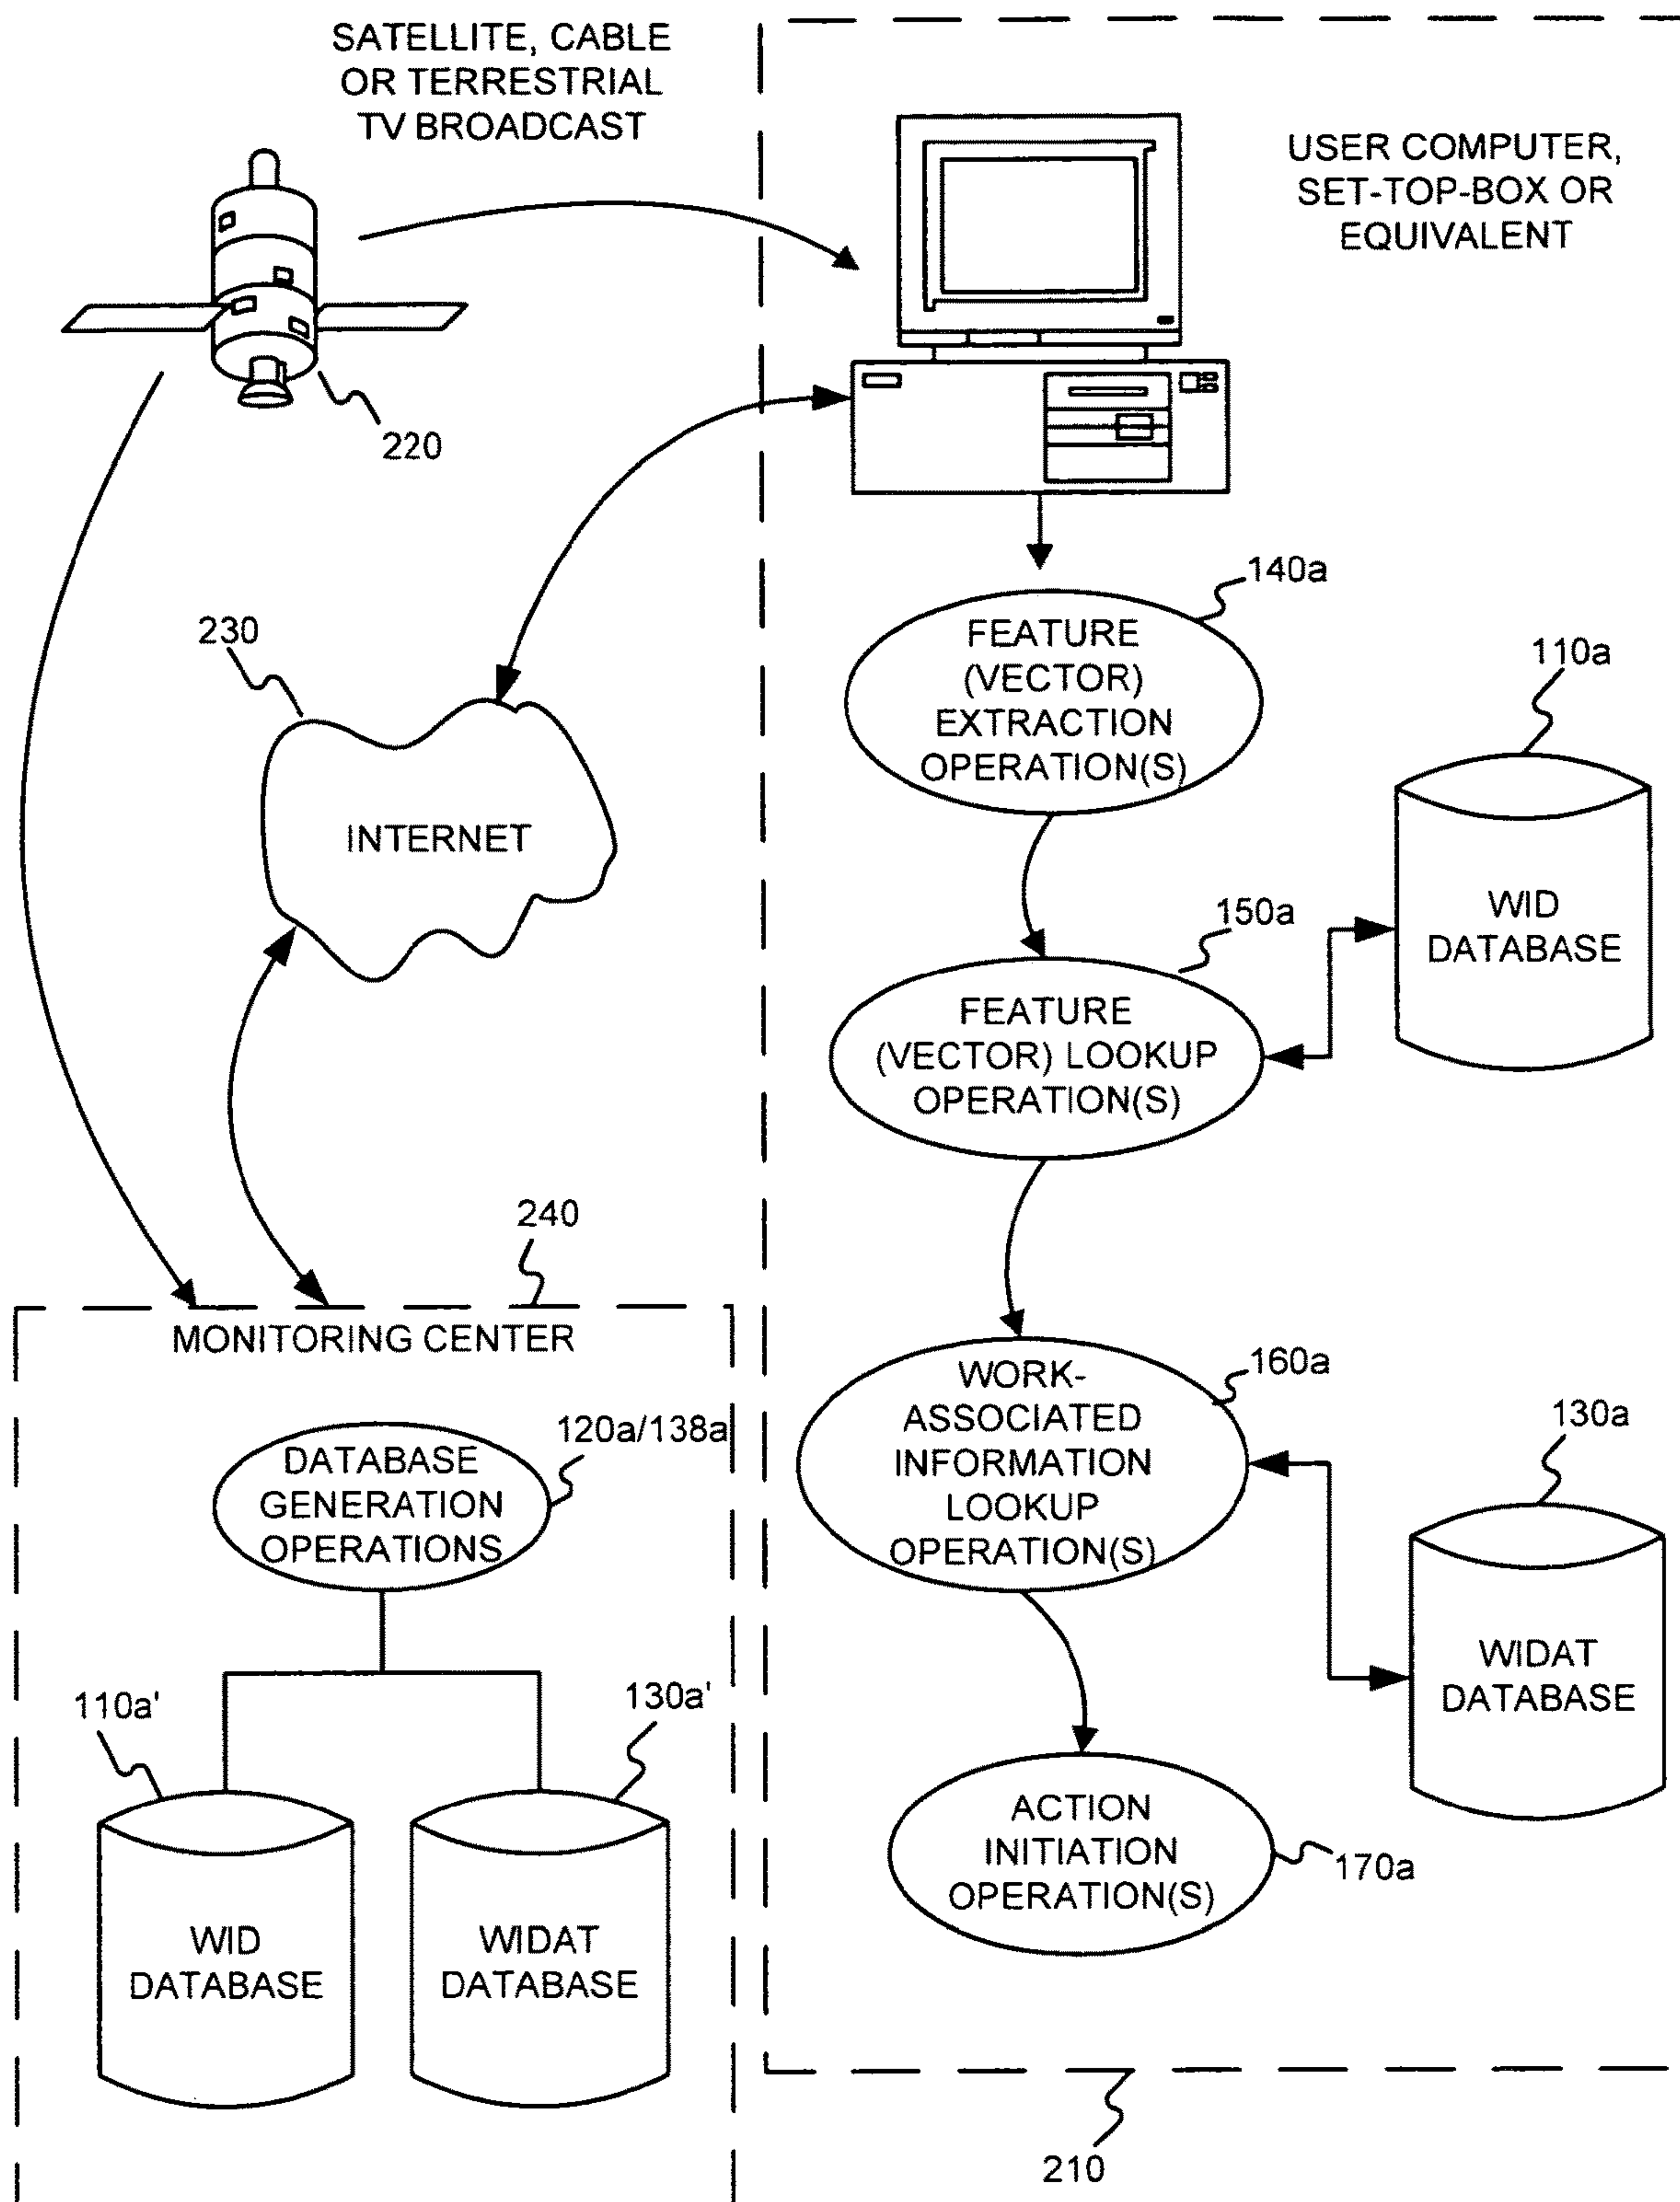 SATELLITE, CABLE
OR TERRESTRIAL
TV BROADCAST
USER COMPUTER,
SET-TOP-BOX OR
EQUIVALENT
220
140a
FEATURE
(VECTOR)
EXTRACTION
OPERATION(S)
230
110a
INTERNET
WID
DATABASE
150a
FEATURE
(VECTOR) LOOKUP
OPERATION(S)
240
MONITORING CENTER
160a
WORK-
ASSOCIATED
INFORMATION
LOOKUP
OPERATION(S)
130a
120a/138a
DATABASE
GENERATION
OPERATIONS
WIDAT
DATABASE
110a'
130a'
ACTION
INITIATION
OPERATION(S)
170a
WID
DATABASE
WIDAT
DATABASE
210